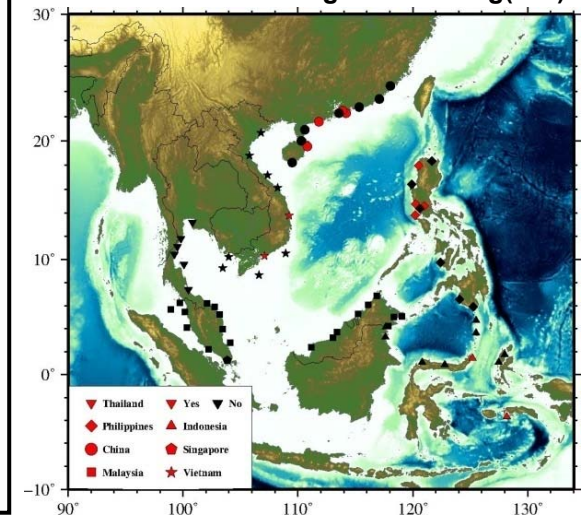 30°
20°
10°
0°
−10°
Thailand Yes No
Philippines Indonesia
China Singapore
Malaysia Vietnam
90° 100° 110° 120° 130°